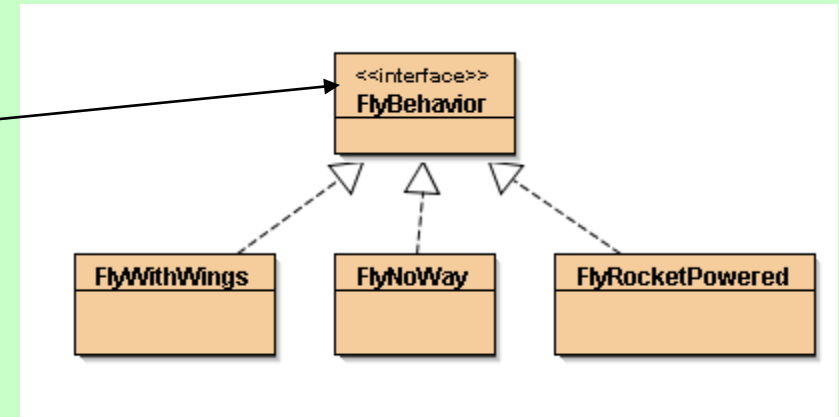 <<interface>>
FlyBehavior
FlyWithWings
FlyNoWay
FlyRocketPowered